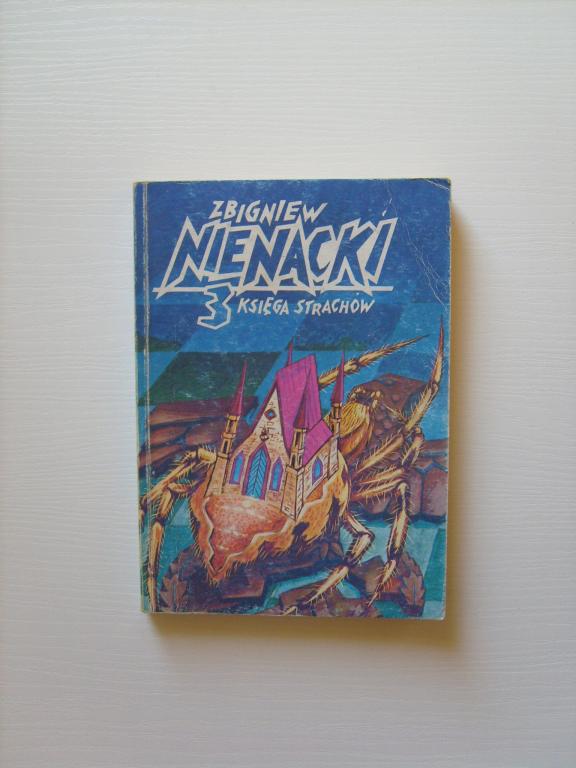 ZBIGNIEW
NIENACKI
3 KSIĘGA STRACHÓW